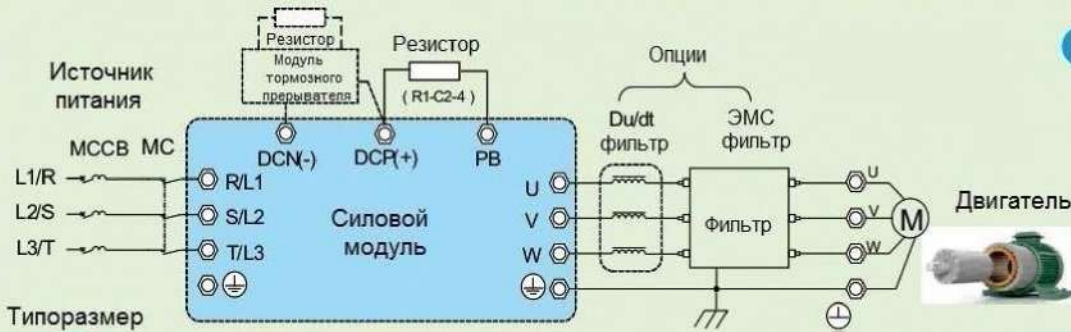 Резистор
Модуль
тормозного
прерывателя
Резистор
( R1-C2-4 )
Опции
Источник
питания
Du/dt
фильтр
ЭМС
фильтр
MCCB MC
DCN(-) DCP(+) PB
L1/R R/L1 U U
L2/S S/L2 V V
L3/T T/L3 W W
Силовой
модуль
Фильтр
M
Двигатель
Типоразмер